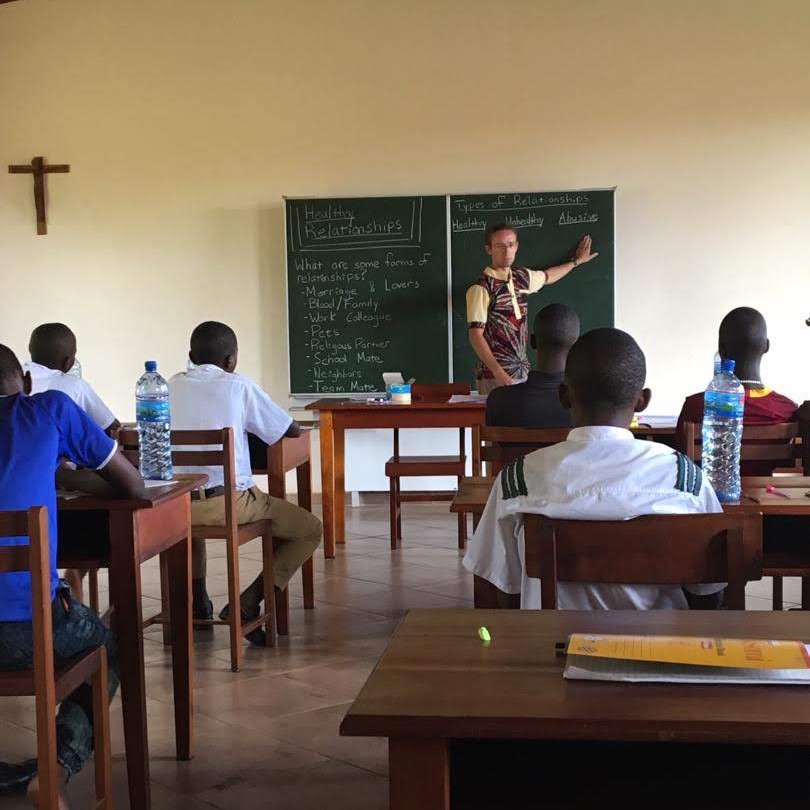 Healthy
Relationships
What are some forms of
relationships?
- Marriage & Lovers
- Blood/Family
- Work Colleague
- Pets
- Religious Partner
- School Mate
- Neighbors
- Team Mate
Types of Relationships
Healthy Unhealthy Abusive